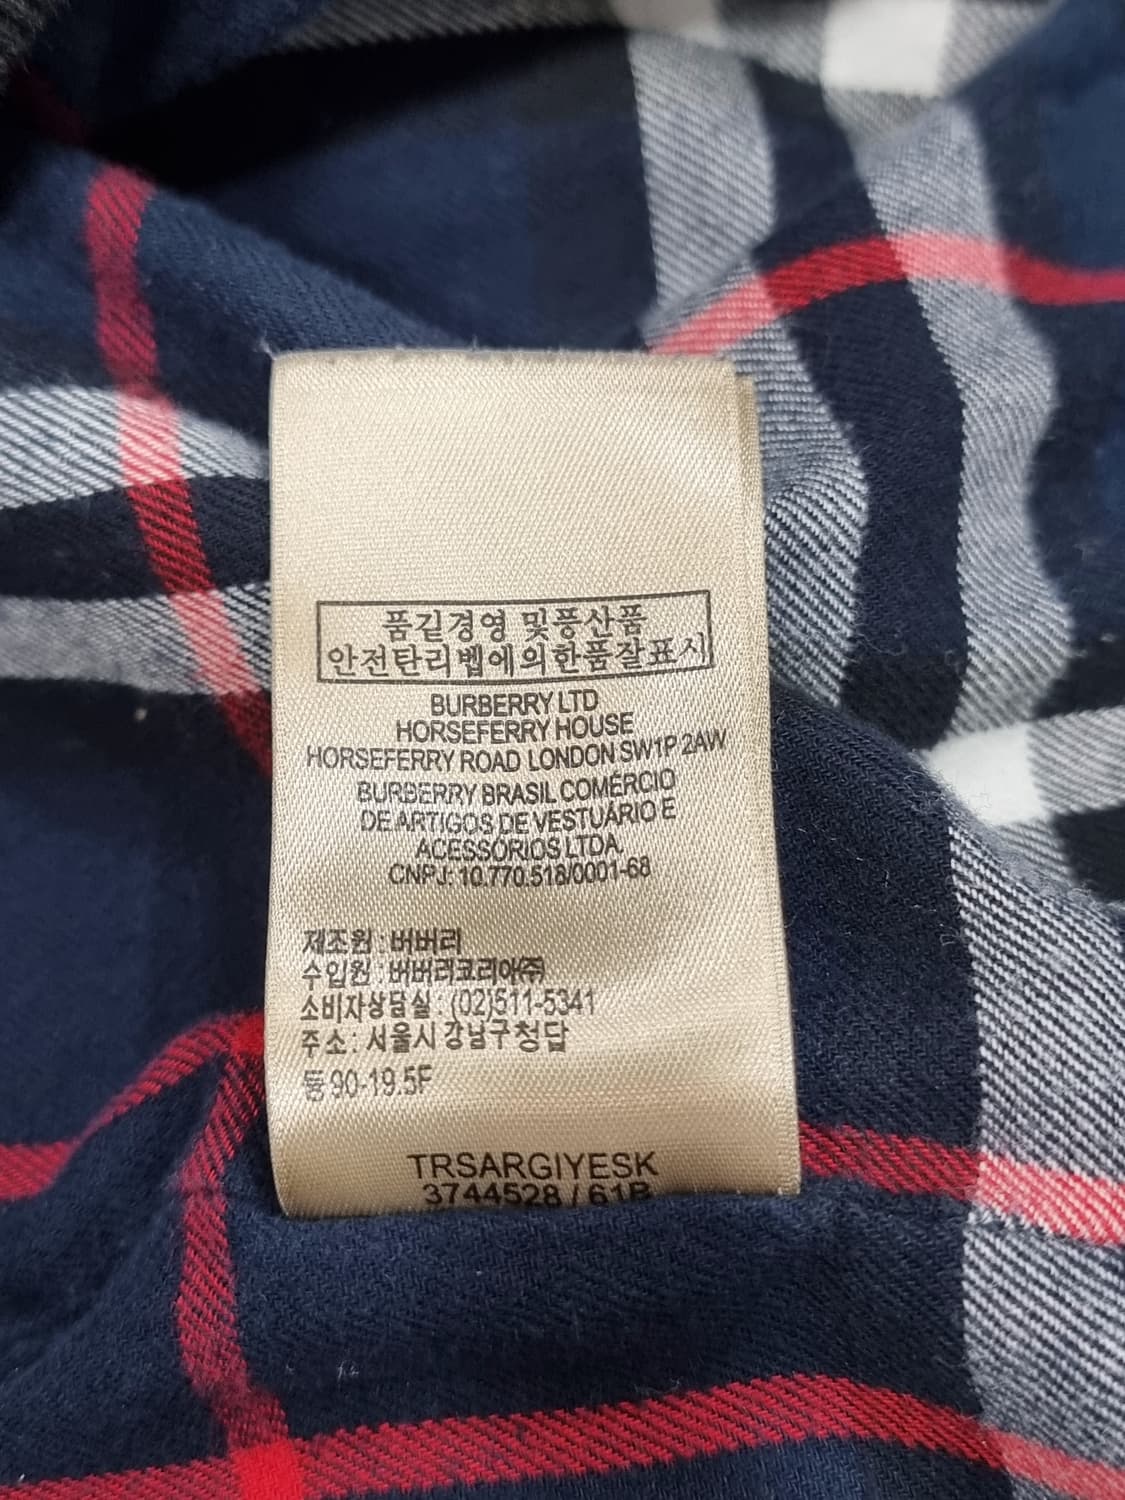 품긷경영 및풍산품
안전탄리벱에의한품잘표시
BURBERRY LTD
HORSEFERRY HOUSE
HORSEFERRY ROAD LONDON SW1P 2AW
BURBERRY BRASIL COMÉRCIO
DE ARTIGOS DE VESTUÁRIO E
ACESSÓRIOS LTDA.
CNPJ: 10.770.518/0001-68
제조원 : 버버리
수입원 : 버버리코리아(주)
소비자상담실 : (02)511-5341
주소 : 서울시 강남구 청답
둥 90-19.5F
TRSARGIYESK
3744528 / 61B